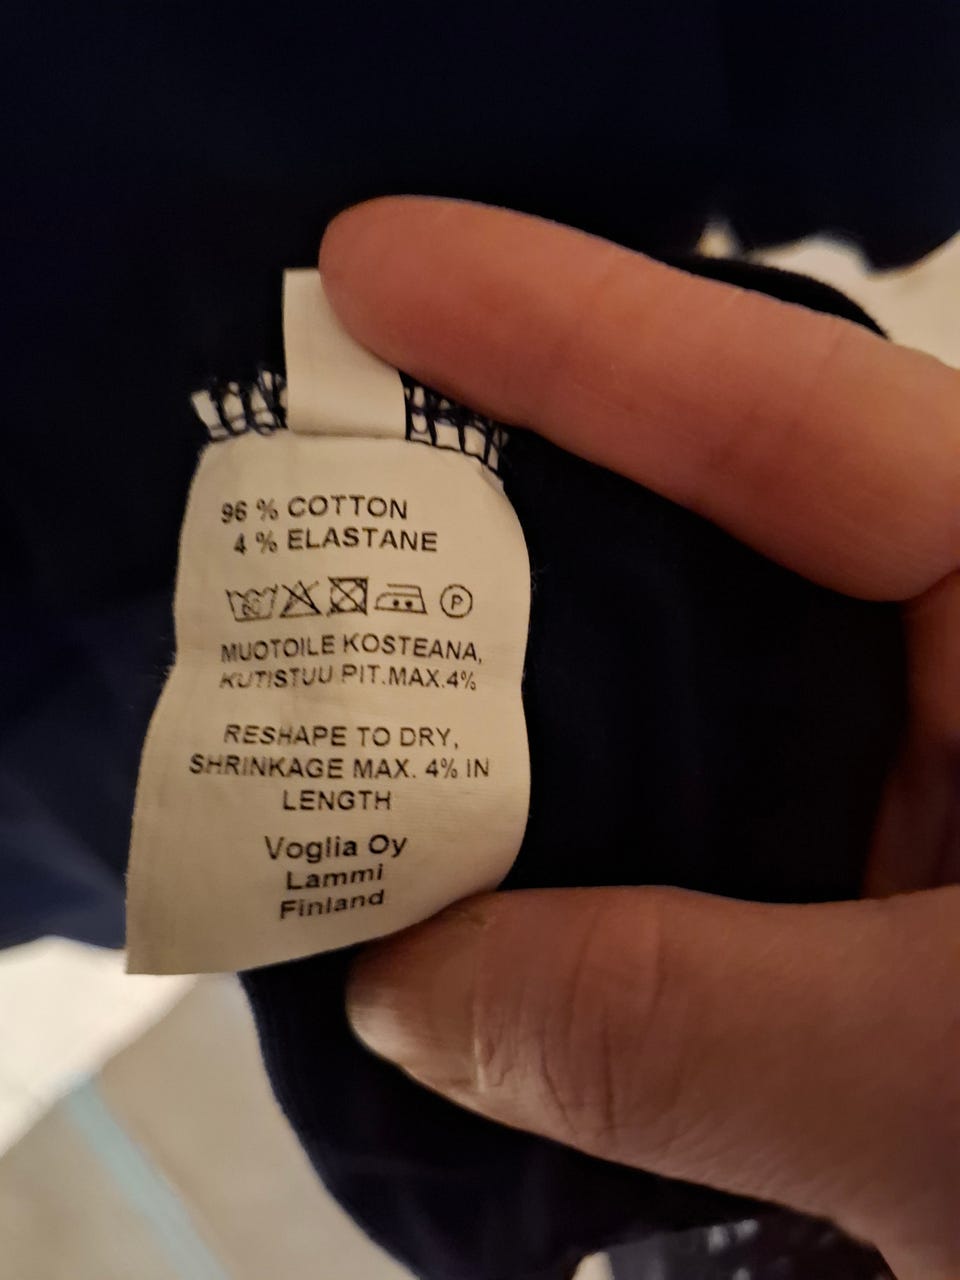 96 % COTTON
4 % ELASTANE
P
MUOTOILE KOSTEANA,
KUTISTUU PIT.MAX.4%
RESHAPE TO DRY,
SHRINKAGE MAX. 4% IN
LENGTH
Voglia Oy
Lammi
Finland